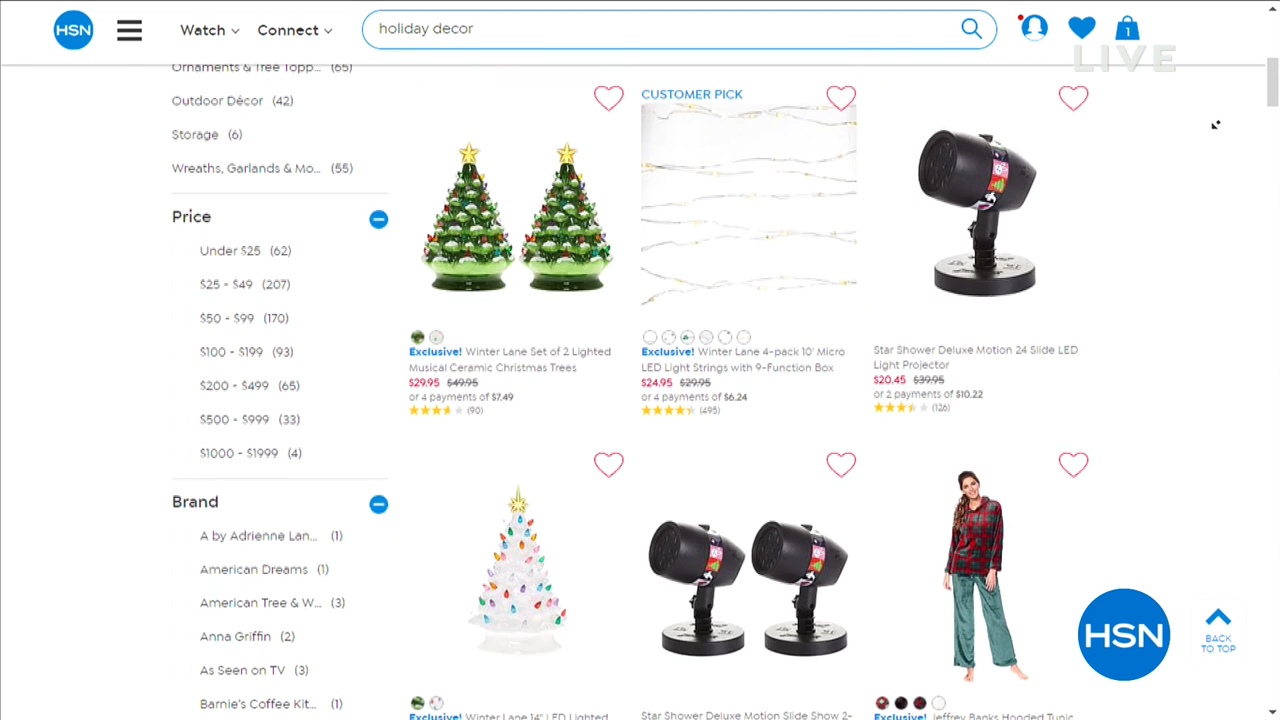 HSN
Watch
Connect
holiday decor
1
LIVE
Ornaments & Tree Topp... (65)
Outdoor Décor (42)
Storage (6)
Wreaths, Garlands & Mo... (55)
Price
Under $25 (62)
$25 - $49 (207)
$50 - $99 (170)
$100 - $199 (93)
$200 - $499 (65)
$500 - $999 (33)
$1000 - $1999 (4)
Brand
A by Adrienne Lan... (1)
American Dreams (1)
American Tree & W... (3)
Anna Griffin (2)
As Seen on TV (3)
Barnie's Coffee Kit... (1)
Exclusive! Winter Lane Set of 2 Lighted
Musical Ceramic Christmas Trees
$29.95 $49.95
or 4 payments of $7.49
(90)
CUSTOMER PICK
Exclusive! Winter Lane 4-pack 10' Micro
LED Light Strings with 9-Function Box
$24.95 $29.95
or 4 payments of $6.24
(495)
Star Shower Deluxe Motion 24 Slide LED
Light Projector
$20.45 $39.95
or 2 payments of $10.22
(126)
Exclusive! Winter Lane 14" LED Lighted
Star Shower Deluxe Motion Slide Show 2-
Exclusive! Jeffrey Banks Hooded Tunic
HSN
BACK
TO TOP